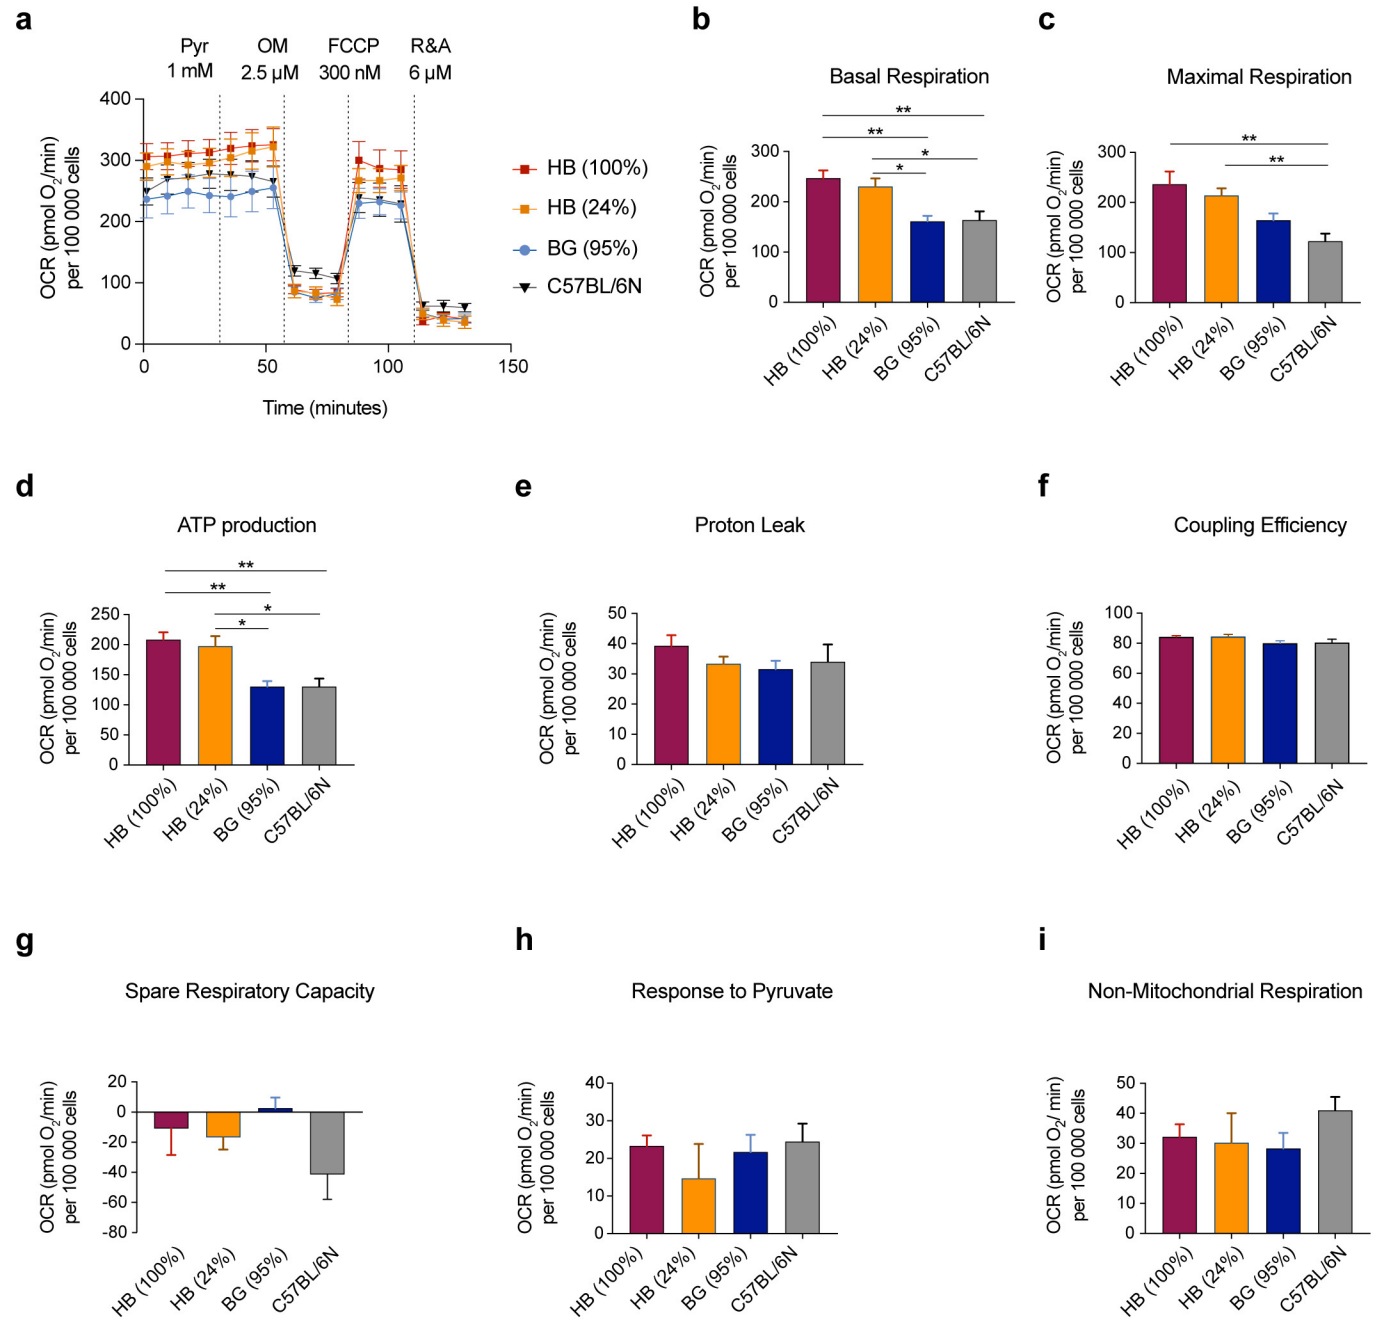 a
Pyr
1 mM
OM
2.5 µM
FCCP
300 nM
R&A
6 µM
OCR (pmol O2/min)
per 100 000 cells
400
300
200
100
0
0
50
100
150
Time (minutes)
HB (100%)
HB (24%)
BG (95%)
C57BL/6N
b
Basal Respiration
**
**
*
*
OCR (pmol O2/min)
per 100 000 cells
300
200
100
0
HB (100%)
HB (24%)
BG (95%)
C57BL/6N
c
Maximal Respiration
**
**
OCR (pmol O2/min)
per 100 000 cells
300
200
100
0
HB (100%)
HB (24%)
BG (95%)
C57BL/6N
d
ATP production
**
**
*
*
OCR (pmol O2/min)
per 100 000 cells
250
200
150
100
50
0
HB (100%)
HB (24%)
BG (95%)
C57BL/6N
e
Proton Leak
OCR (pmol O2/min)
per 100 000 cells
50
40
30
20
10
0
HB (100%)
HB (24%)
BG (95%)
C57BL/6N
f
Coupling Efficiency
OCR (pmol O2/min)
per 100 000 cells
100
80
60
40
20
0
HB (100%)
HB (24%)
BG (95%)
C57BL/6N
g
Spare Respiratory Capacity
OCR (pmol O2/min)
per 100 000 cells
20
0
-20
-40
-60
-80
HB (100%)
HB (24%)
BG (95%)
C57BL/6N
h
Response to Pyruvate
OCR (pmol O2/min)
per 100 000 cells
40
30
20
10
0
HB (100%)
HB (24%)
BG (95%)
C57BL/6N
i
Non-Mitochondrial Respiration
OCR (pmol O2/ min)
per 100 000 cells
50
40
30
20
10
0
HB (100%)
HB (24%)
BG (95%)
C57BL/6N